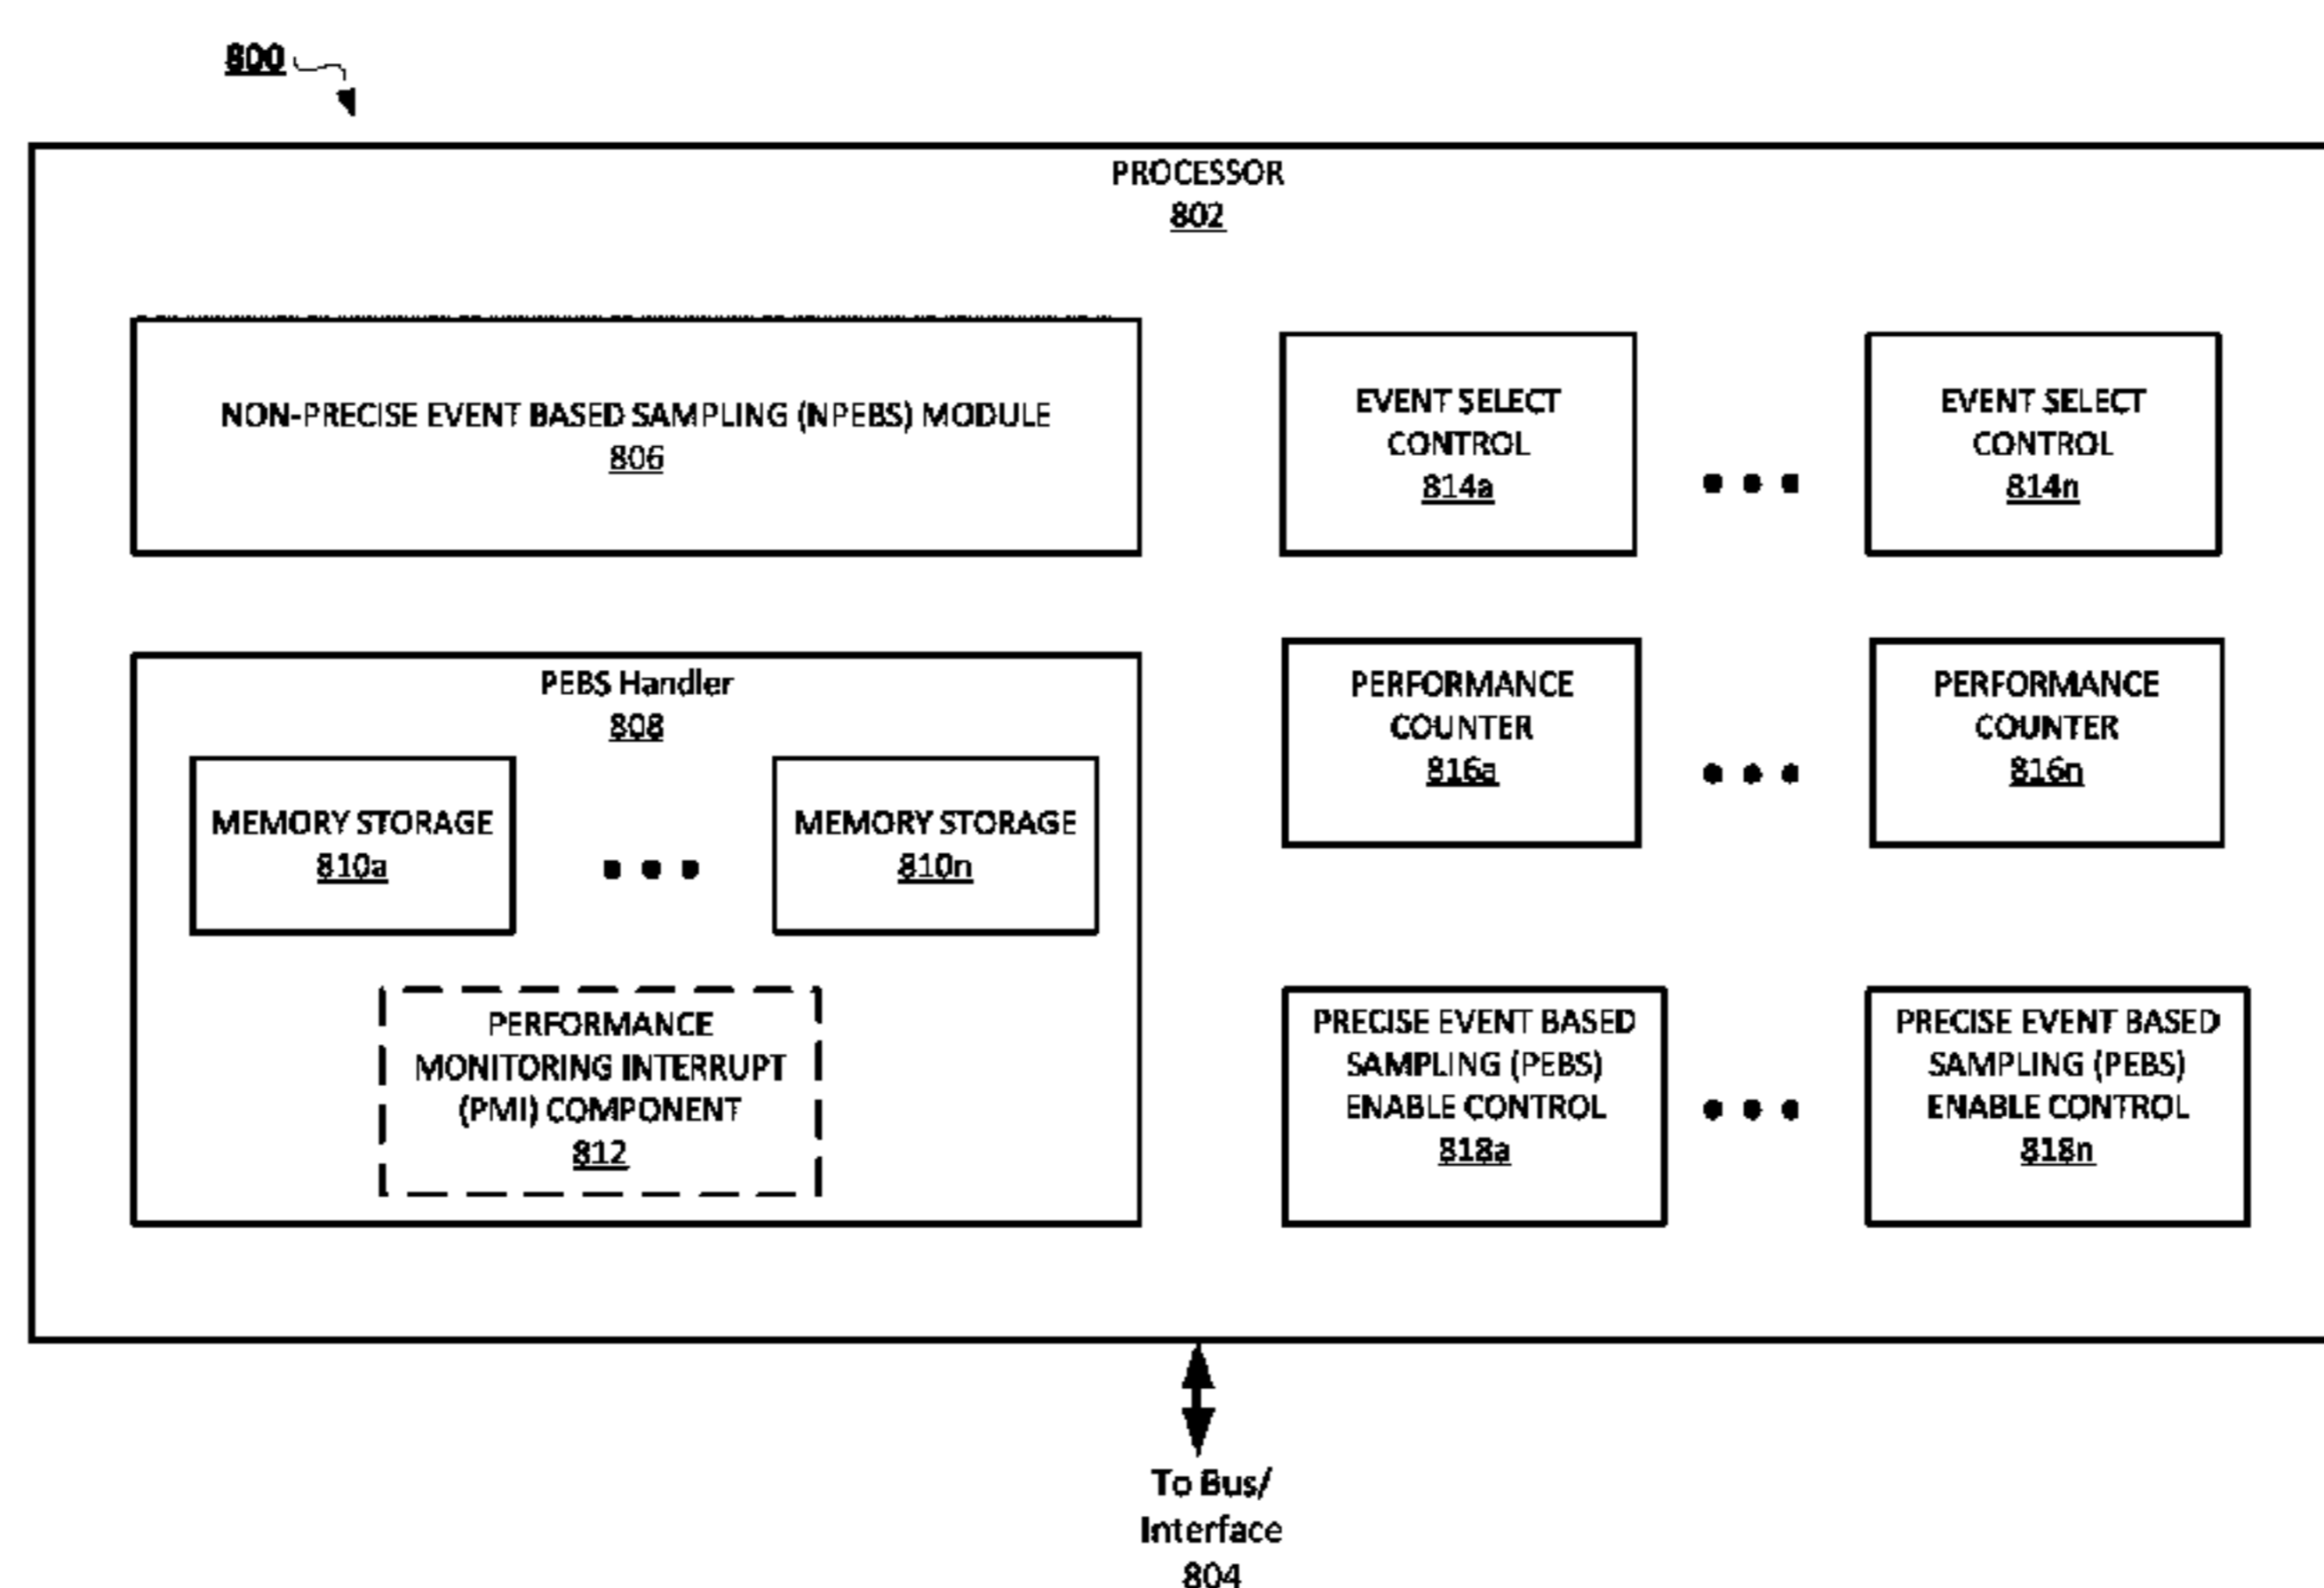 800
PROCESSOR
802
NON-PRECISE EVENT BASED SAMPLING (NPEBS) MODULE
806
EVENT SELECT
CONTROL
814a
EVENT SELECT
CONTROL
814n
PEBS Handler
808
MEMORY STORAGE
810a
MEMORY STORAGE
810n
PERFORMANCE
MONITORING INTERRUPT
(PMI) COMPONENT
812
PERFORMANCE
COUNTER
816a
PERFORMANCE
COUNTER
816n
PRECISE EVENT BASED
SAMPLING (PEBS)
ENABLE CONTROL
818a
PRECISE EVENT BASED
SAMPLING (PEBS)
ENABLE CONTROL
818n
To Bus/
Interface
804